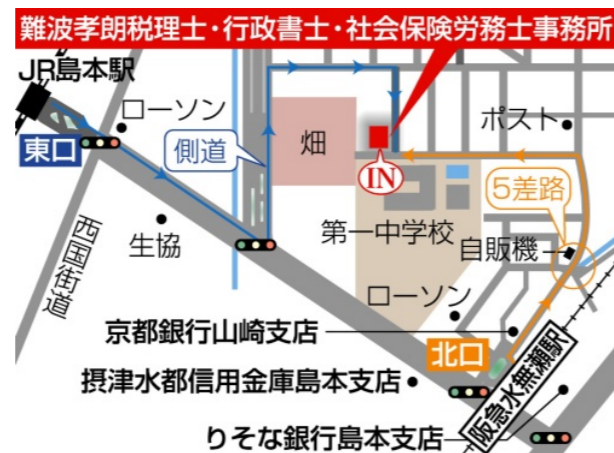 難波孝朗税理士・行政書士・社会保険労務士事務所
JR島本駅
ローソン
東口
側道
畑
IN
ポスト
5差路
生協
西国街道
第一中学校
自販機
ローソン
京都銀行山崎支店
北口
摂津水都信用金庫島本支店
阪急水無瀬駅
りそな銀行島本支店